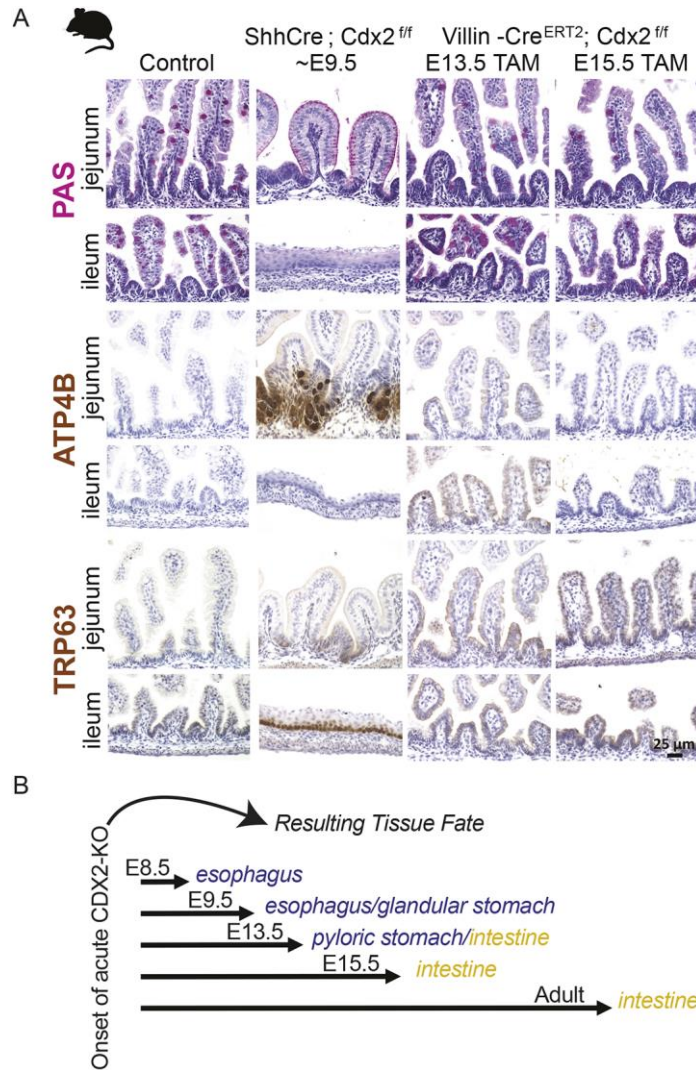 A
Control
ShhCre; Cdx2 f/f
~E9.5
Villin -CreERT2; Cdx2 f/f
E13.5 TAM
E15.5 TAM
PAS
jejunum
ileum
ATP4B
jejunum
ileum
TRP63
jejunum
ileum
25 µm
B
Onset of acute CDX2-KO
Resulting Tissue Fate
E8.5 esophagus
E9.5 esophagus/glandular stomach
E13.5 pyloric stomach/intestine
E15.5 intestine
Adult intestine